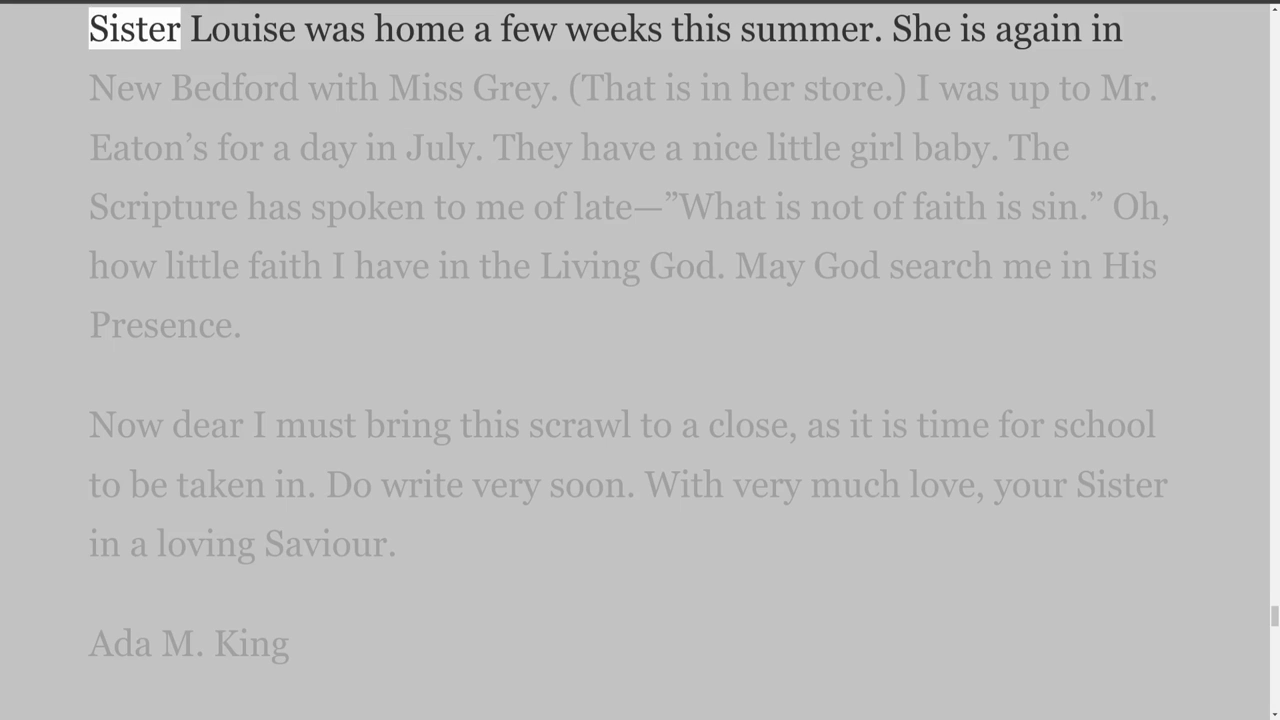 Sister Louise was home a few weeks this summer. She is again in
New Bedford with Miss Grey. (That is in her store.) I was up to Mr.
Eaton’s for a day in July. They have a nice little girl baby. The
Scripture has spoken to me of late—”What is not of faith is sin.” Oh,
how little faith I have in the Living God. May God search me in His
Presence.
Now dear I must bring this scrawl to a close, as it is time for school
to be taken in. Do write very soon. With very much love, your Sister
in a loving Saviour.
Ada M. King